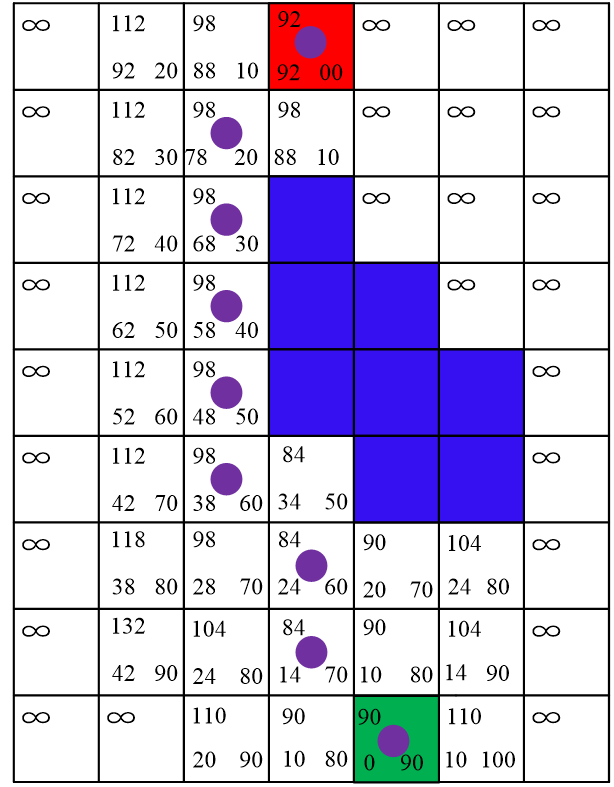 ∞ 112 98 92 ∞ ∞ ∞
92 20 88 10 92 00
∞ 112 98 98 ∞ ∞ ∞
82 30 78 20 88 10
∞ 112 98 ∞ ∞ ∞
72 40 68 30
∞ 112 98 ∞ ∞
62 50 58 40
∞ 112 98 ∞
52 60 48 50
∞ 112 98 84 ∞
42 70 38 60 34 50
∞ 118 98 84 90 104 ∞
38 80 28 70 24 60 20 70 24 80
∞ 132 104 84 90 104 ∞
42 90 24 80 14 70 10 80 14 90
∞ ∞ 110 90 90 110 ∞
20 90 10 80 0 90 10 100